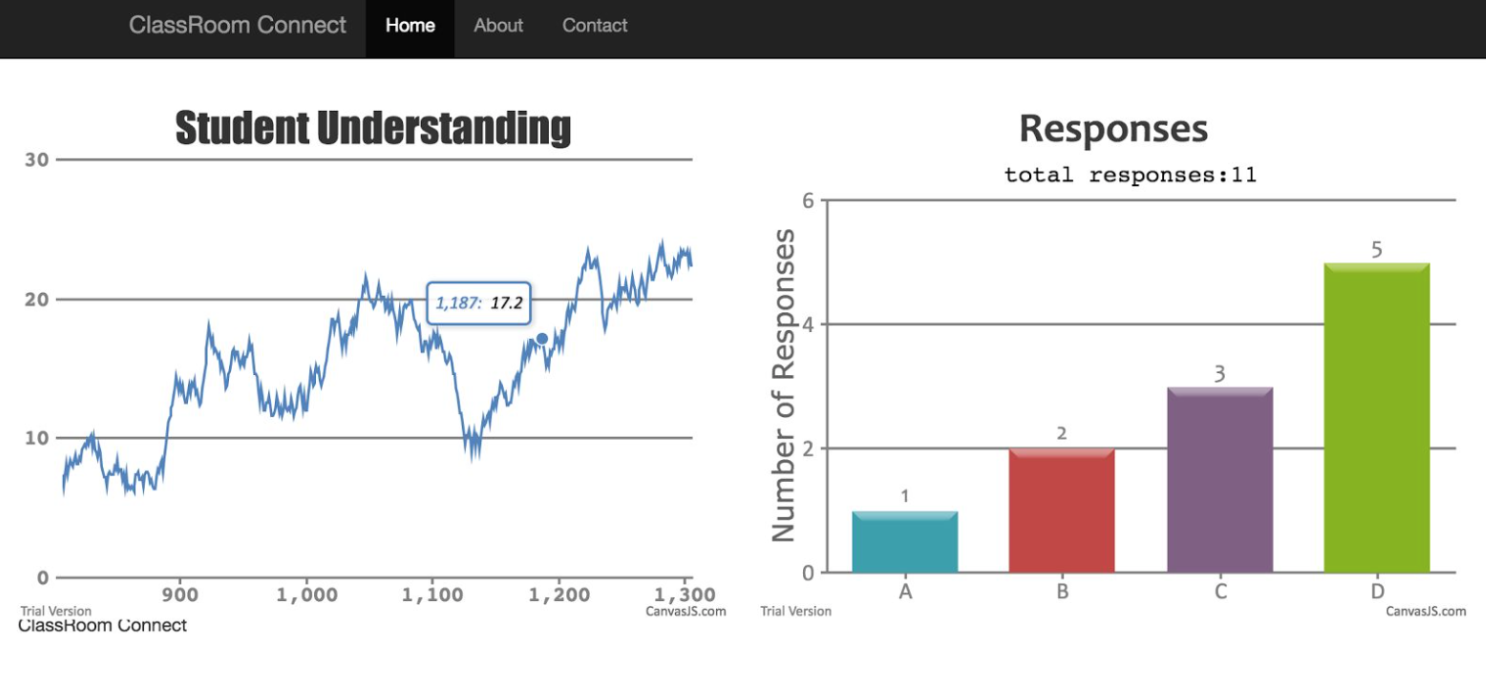 ClassRoom Connect Home About Contact
Student Understanding
30
20
10
0
1,187: 17.2
900 1,000 1,100 1,200 1,300
Trial Version CanvasJS.com
ClassRoom Connect
Responses
total responses:11
Number of Responses
6
4
2
0
1
2
3
5
A B C D
Trial Version CanvasJS.com